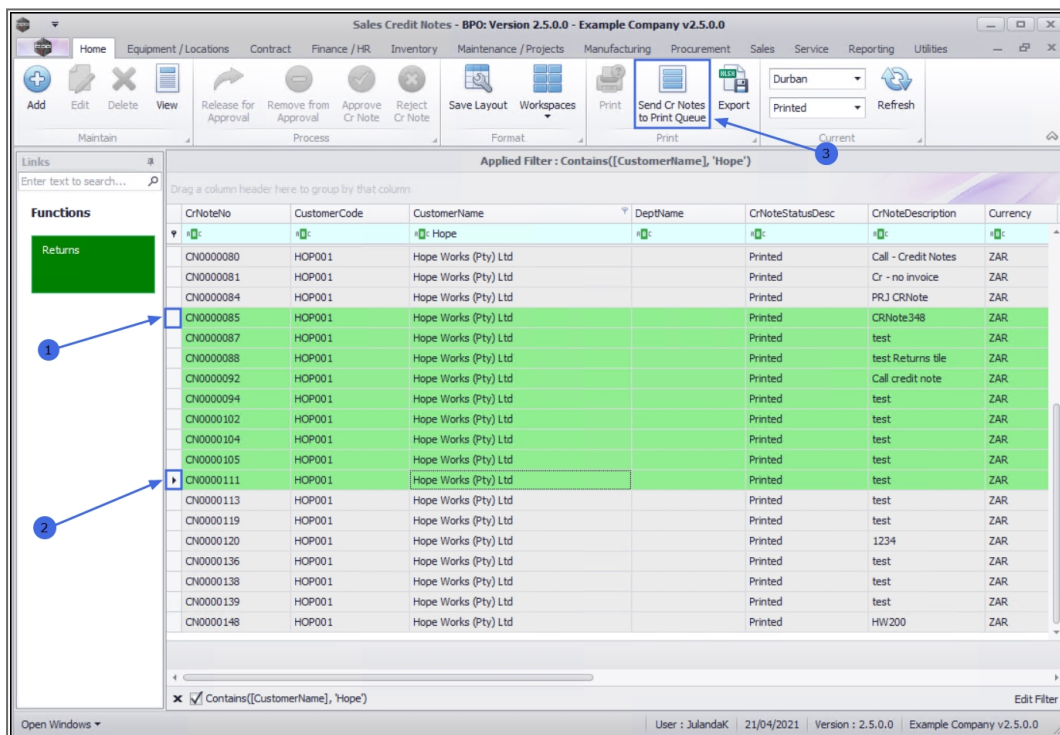 Sales Credit Notes - BPO: Version 2.5.0.0 - Example Company v2.5.0.0
Home Equipment / Locations Contract Finance / HR Inventory Maintenance / Projects Manufacturing Procurement Sales Service Reporting Utilities
Add Edit Delete View Release for Approval Remove from Approval Approve Cr Note Reject Cr Note Save Layout Workspaces Print Send Cr Notes to Print Queue Export Durban Printed Refresh
Maintain Process Format Print Current
3
Links
Applied Filter : Contains([CustomerName], 'Hope')
Enter text to search...
Drag a column header here to group by that column
Functions
Returns
CrNoteNo CustomerCode CustomerName DeptName CrNoteStatusDesc CrNoteDescription Currency
Hope
CN0000080 HOP001 Hope Works (Pty) Ltd Printed Call - Credit Notes ZAR
CN0000081 HOP001 Hope Works (Pty) Ltd Printed Cr - no invoice ZAR
CN0000084 HOP001 Hope Works (Pty) Ltd Printed PRJ CRNote ZAR
CN0000085 HOP001 Hope Works (Pty) Ltd Printed CRNote348 ZAR
1
CN0000087 HOP001 Hope Works (Pty) Ltd Printed test ZAR
CN0000088 HOP001 Hope Works (Pty) Ltd Printed test Returns tile ZAR
CN0000092 HOP001 Hope Works (Pty) Ltd Printed Call credit note ZAR
CN0000094 HOP001 Hope Works (Pty) Ltd Printed test ZAR
CN0000102 HOP001 Hope Works (Pty) Ltd Printed test ZAR
CN0000104 HOP001 Hope Works (Pty) Ltd Printed test ZAR
CN0000105 HOP001 Hope Works (Pty) Ltd Printed test ZAR
CN0000111 HOP001 Hope Works (Pty) Ltd Printed test ZAR
CN0000113 HOP001 Hope Works (Pty) Ltd Printed test ZAR
2
CN0000119 HOP001 Hope Works (Pty) Ltd Printed test ZAR
CN0000120 HOP001 Hope Works (Pty) Ltd Printed 1234 ZAR
CN0000136 HOP001 Hope Works (Pty) Ltd Printed test ZAR
CN0000138 HOP001 Hope Works (Pty) Ltd Printed test ZAR
CN0000139 HOP001 Hope Works (Pty) Ltd Printed test ZAR
CN0000148 HOP001 Hope Works (Pty) Ltd Printed HW200 ZAR
Contains([CustomerName], 'Hope') Edit Filter
Open Windows User : JulandaK 21/04/2021 Version : 2.5.0.0 Example Company v2.5.0.0